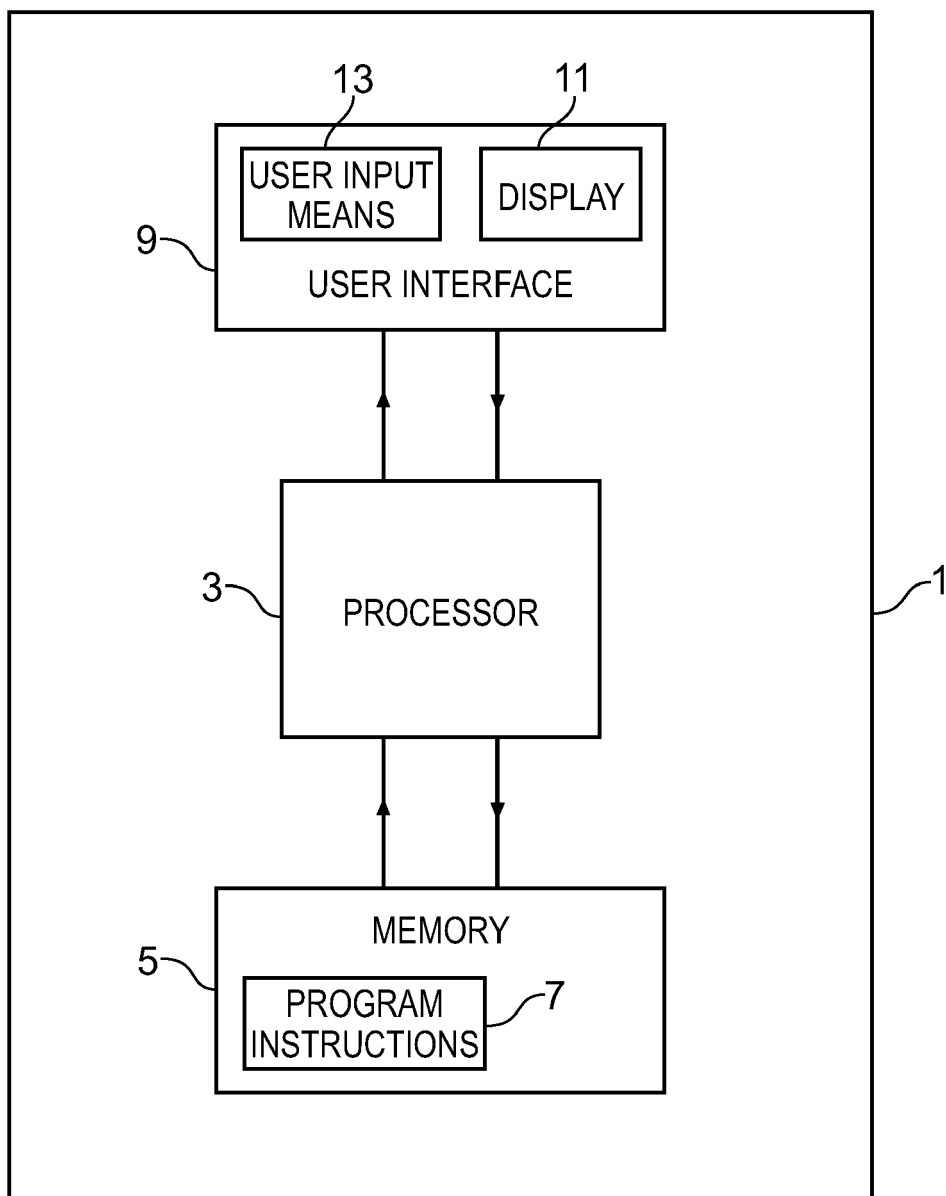 13
11
USER INPUT
MEANS
DISPLAY
9
USER INTERFACE
3
PROCESSOR
1
MEMORY
5
PROGRAM
INSTRUCTIONS
7